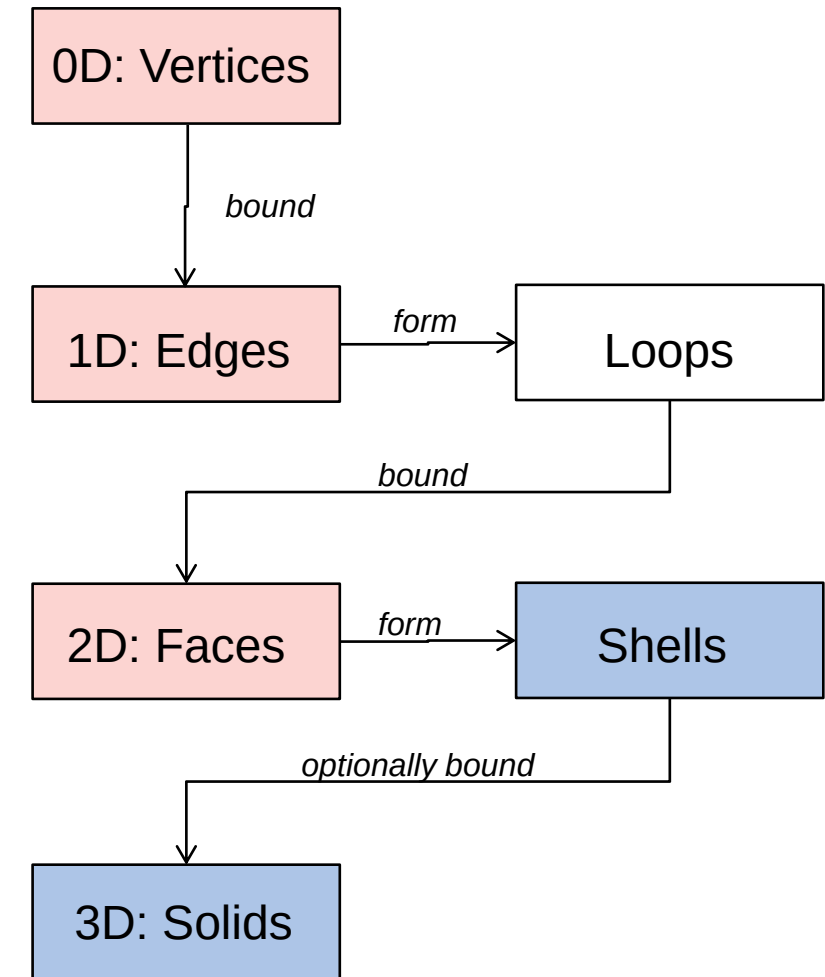 0D: Vertices
bound
1D: Edges
form
Loops
bound
2D: Faces
form
Shells
optionally bound
3D: Solids